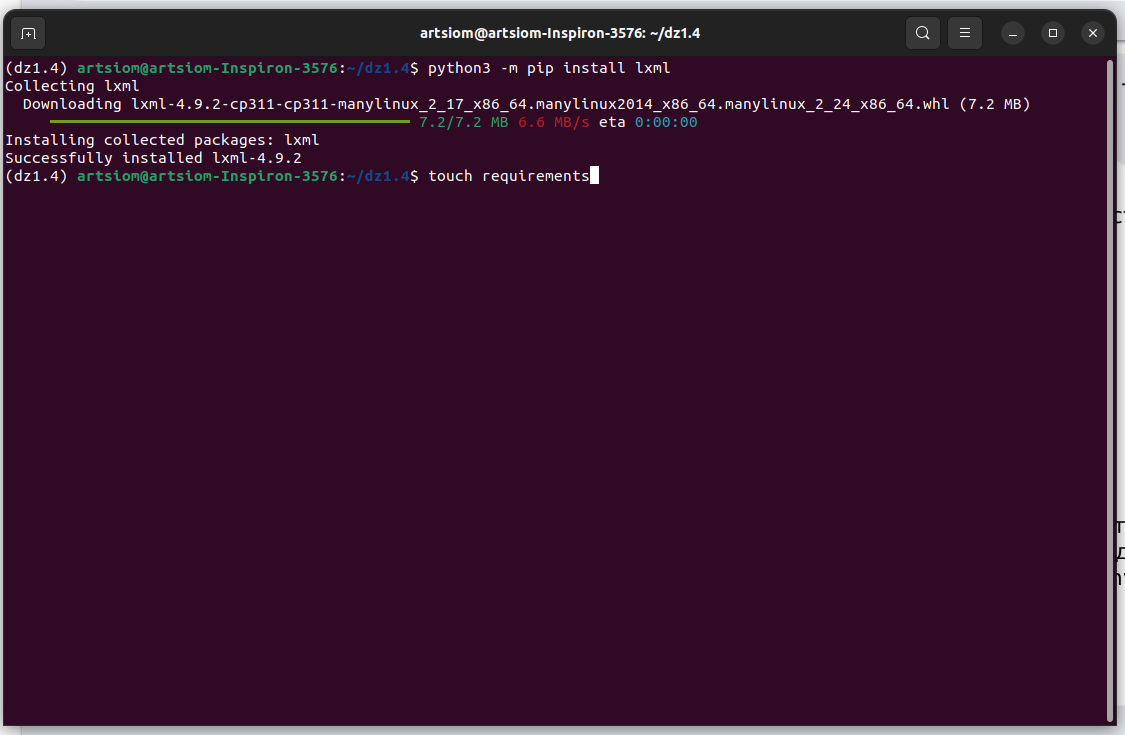 artsiom@artsiom-Inspiron-3576: ~/dz1.4
(dz1.4) artsiom@artsiom-Inspiron-3576:~/dz1.4$ python3 -m pip install lxml
Collecting lxml
  Downloading lxml-4.9.2-cp311-cp311-manylinux_2_17_x86_64.manylinux2014_x86_64.manylinux_2_24_x86_64.whl (7.2 MB)
7.2/7.2 MB 6.6 MB/s eta 0:00:00
Installing collected packages: lxml
Successfully installed lxml-4.9.2
(dz1.4) artsiom@artsiom-Inspiron-3576:~/dz1.4$ touch requirements